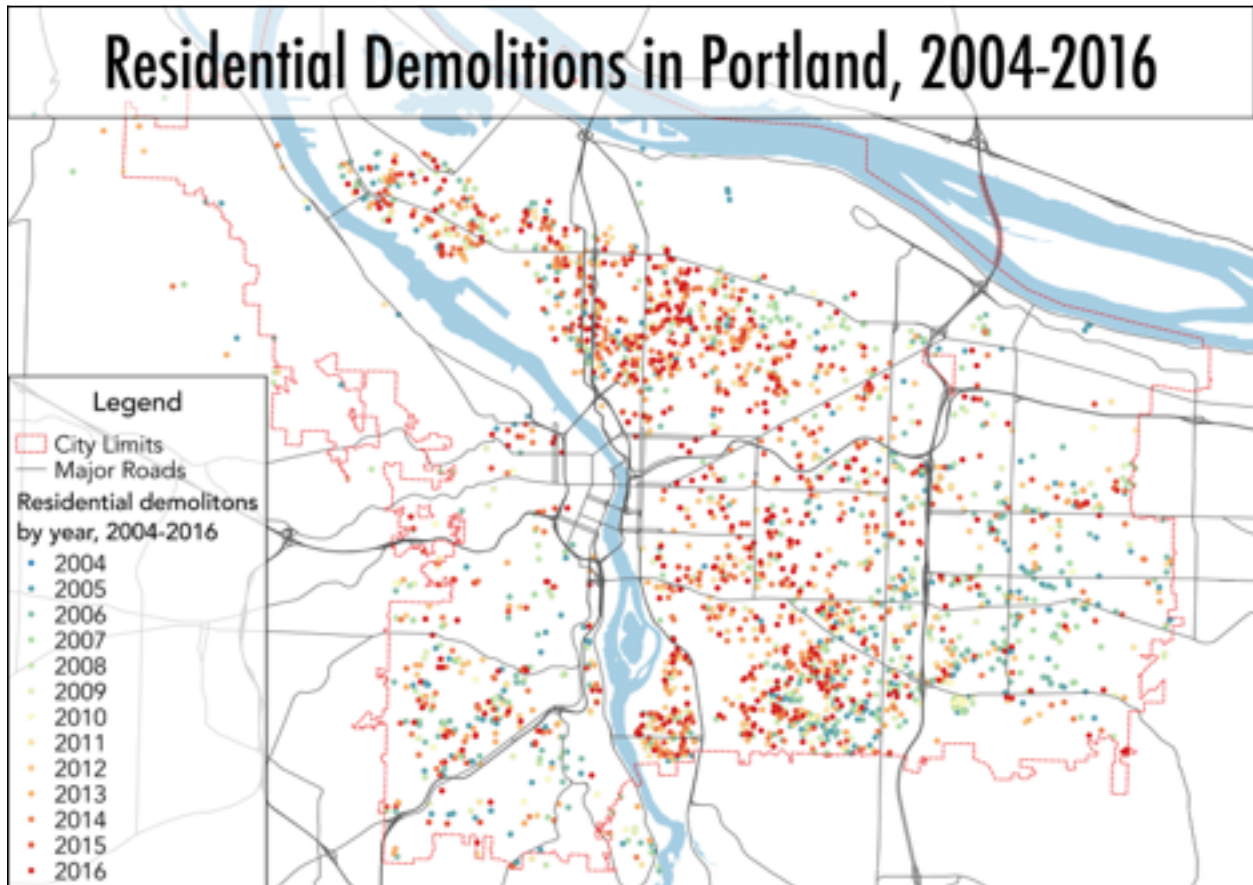 Residential Demolitions in Portland, 2004-2016
Legend
City Limits
Major Roads
Residential demolitons
by year, 2004-2016
2004
2005
2006
2007
2008
2009
2010
2011
2012
2013
2014
2015
2016